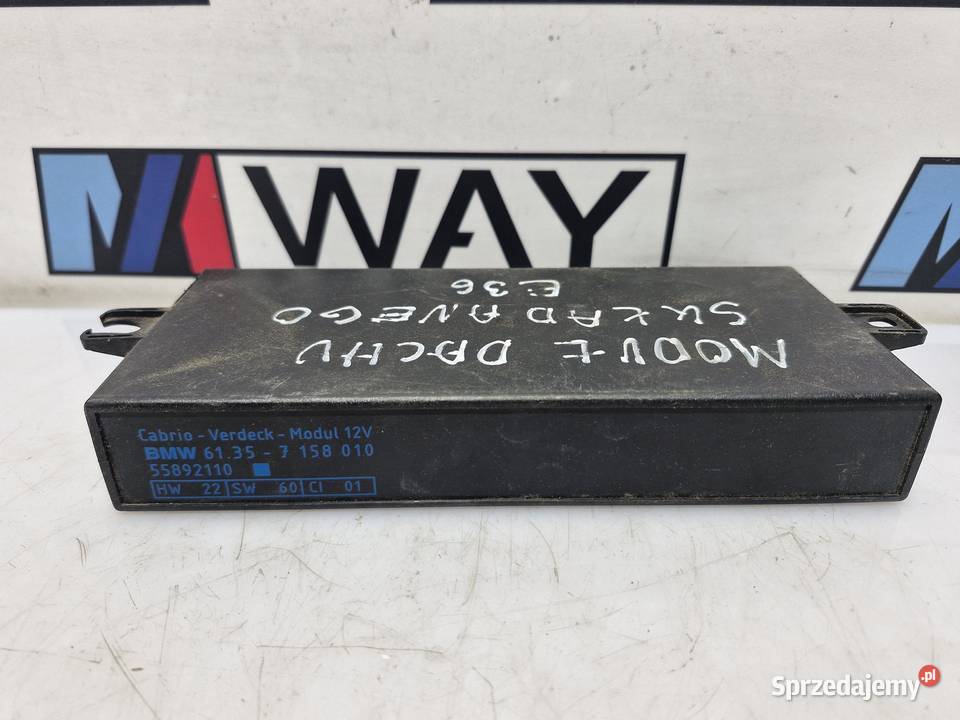 WAY
MODUŁ DACHU
SKŁADANEGO
E36
Cabrio - Verdeck - Modul 12V
BMW 61.35 - 7 158 010
55892110
HW 22 SW 60 CI 01
Sprzedajemy.pl